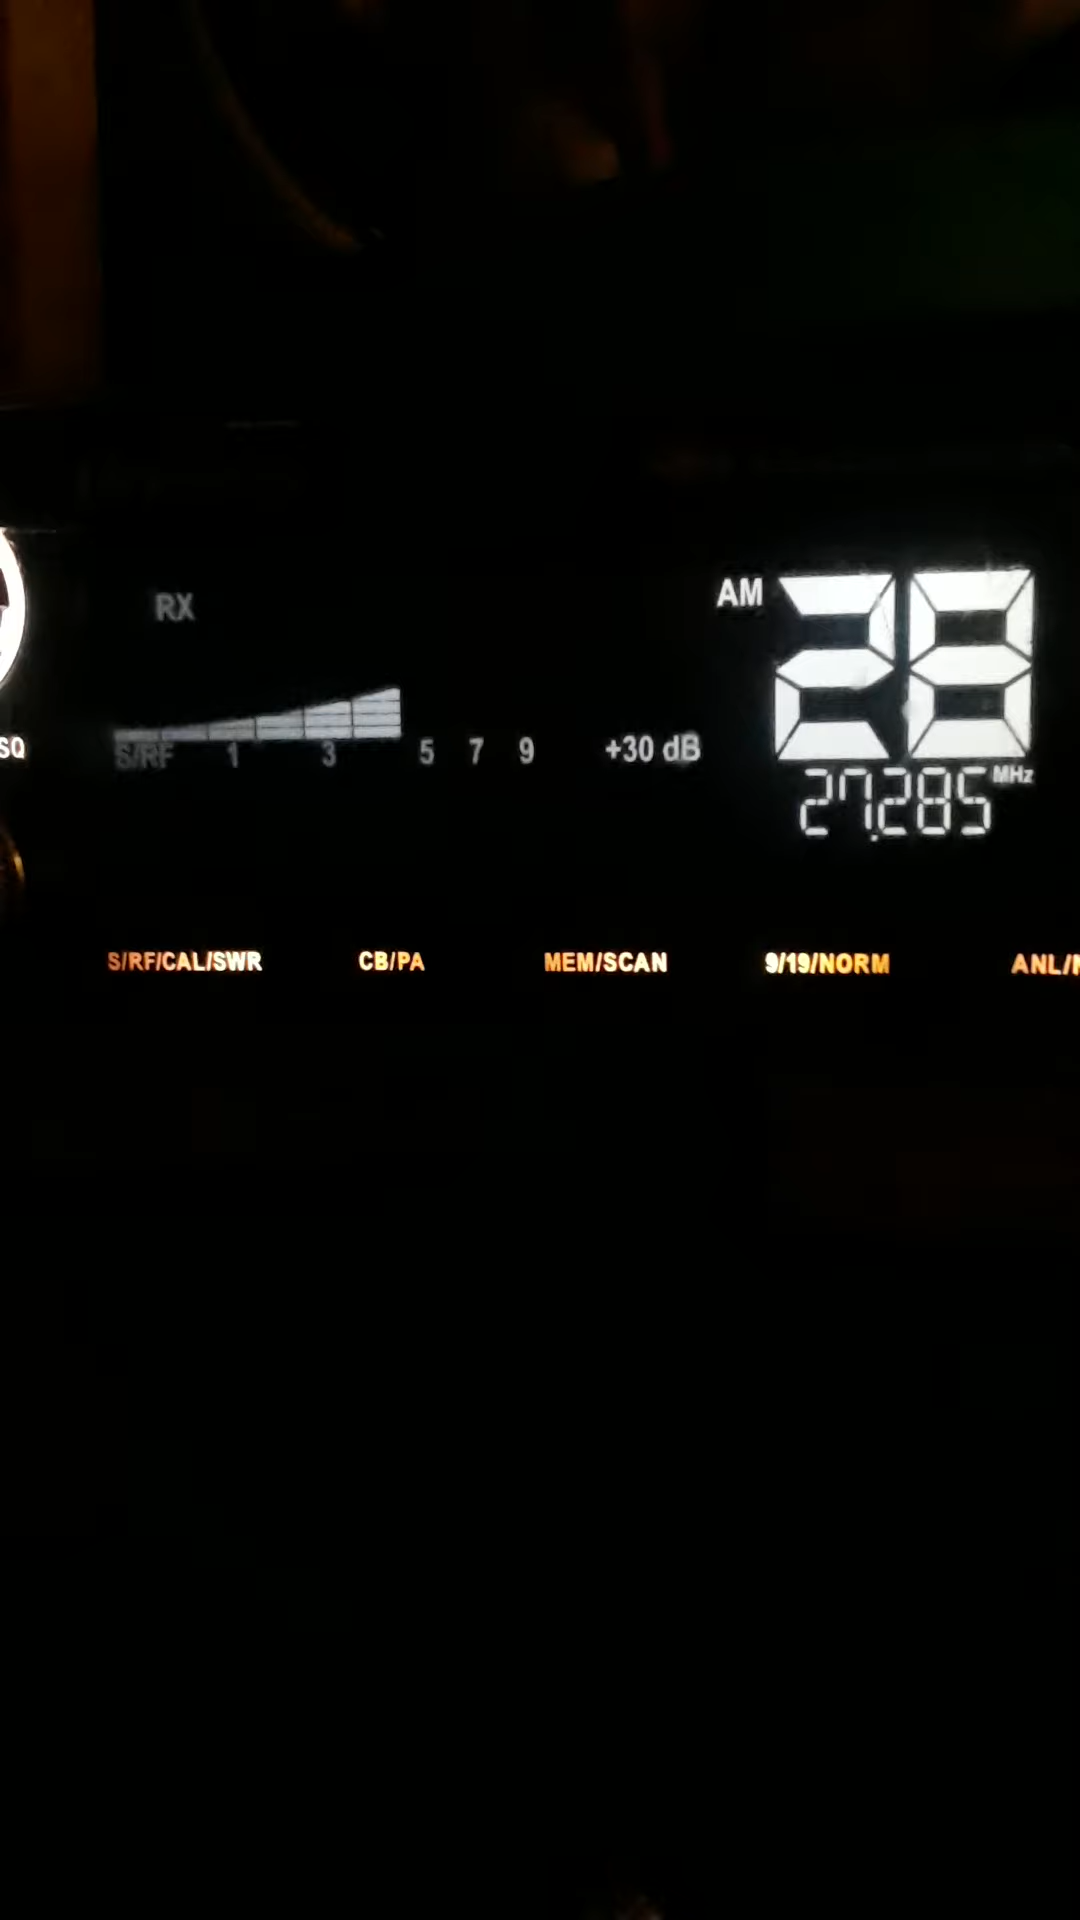 RX
AM 28
SQ
S/RF 1 3 5 7 9 +30 dB
27.285 MHz
S/RF/CAL/SWR CB/PA MEM/SCAN 9/19/NORM ANL/